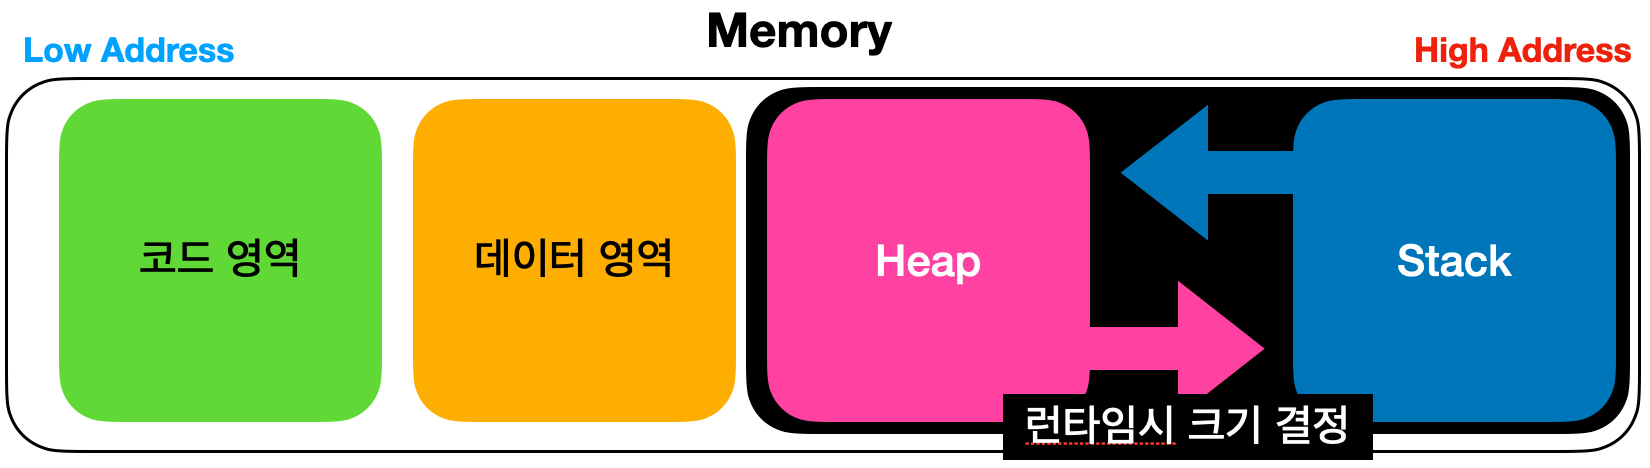 Memory
Low Address
High Address
코드 영역
데이터 영역
Heap
Stack
런타임시 크기 결정